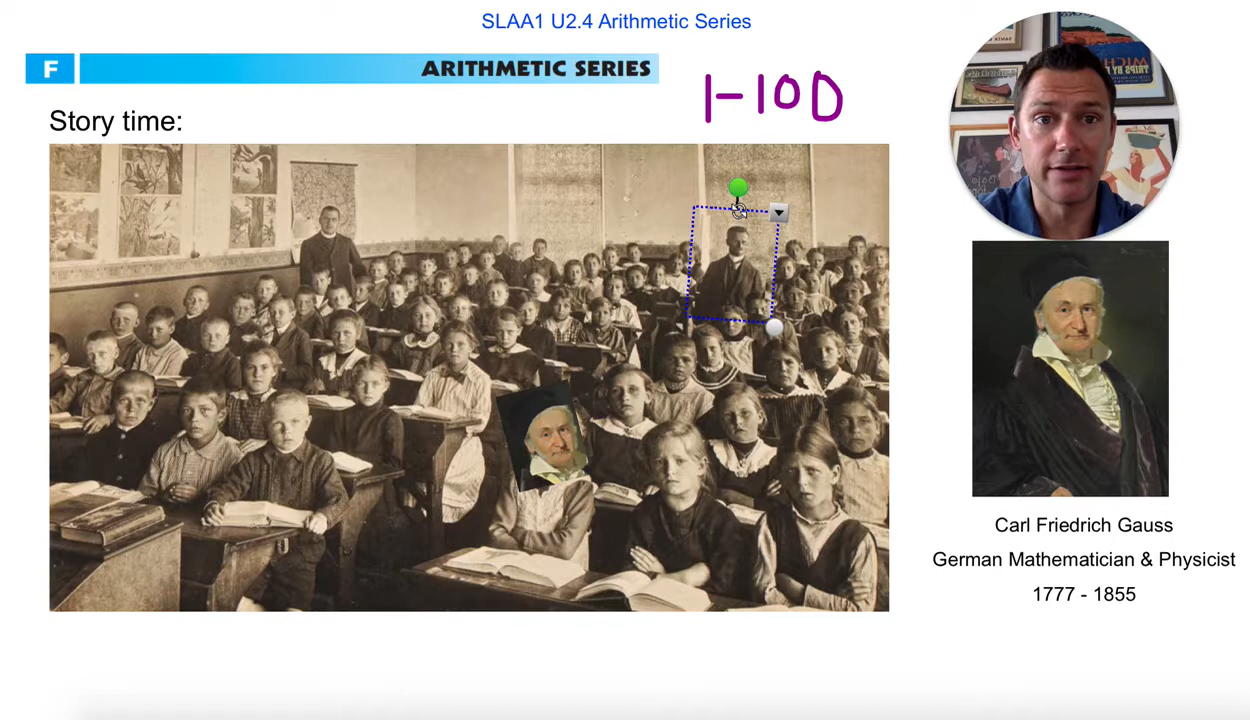 SLAA1 U2.4 Arithmetic Series
F ARITHMETIC SERIES
1-100
Story time:
Carl Friedrich Gauss
German Mathematician & Physicist
1777 - 1855